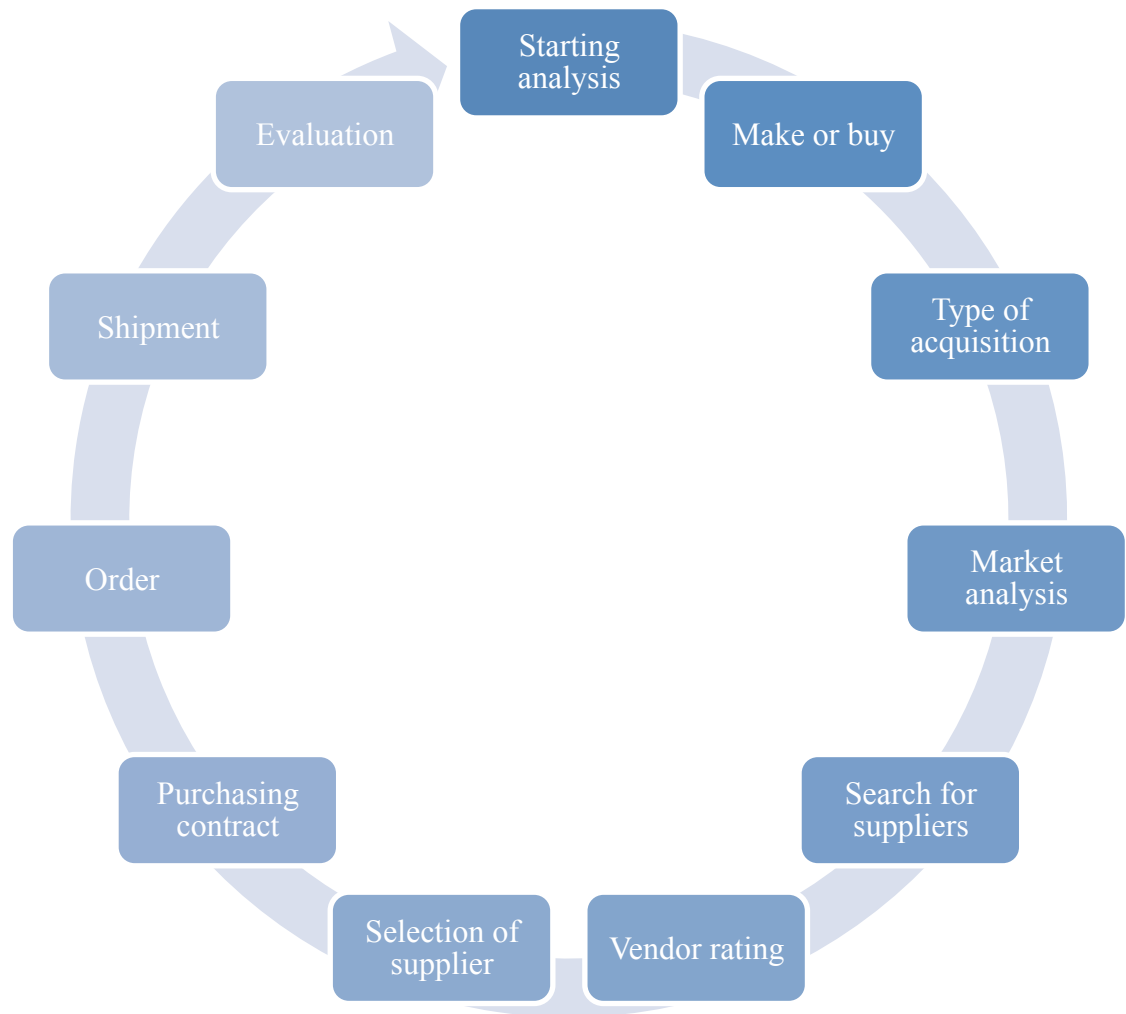 Starting
analysis
Make or buy
Type of
acquisition
Market
analysis
Search for
suppliers
Vendor rating
Selection of
supplier
Purchasing
contract
Order
Shipment
Evaluation